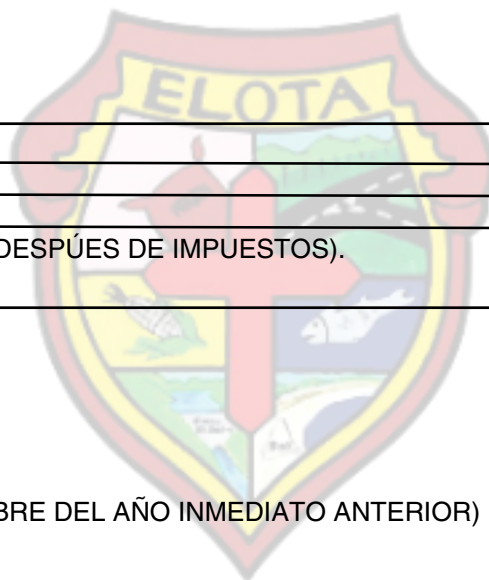 ELOTA
DESPÚES DE IMPUESTOS).
BRE DEL AÑO INMEDIATO ANTERIOR)